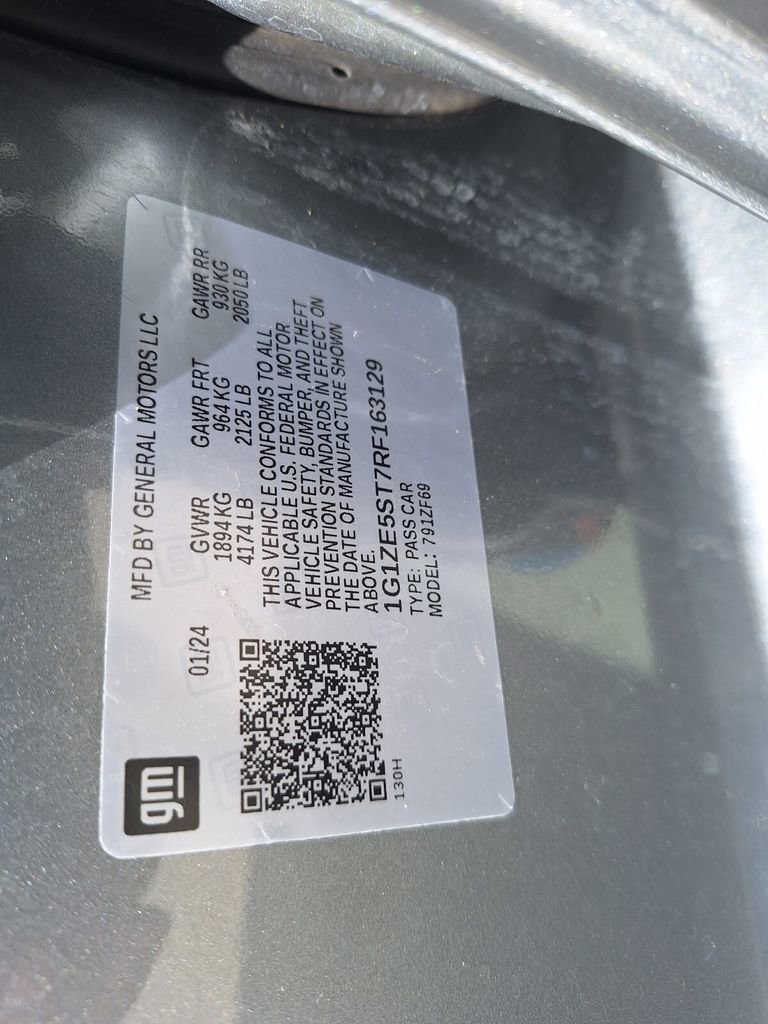 gm
MFD BY GENERAL MOTORS LLC
01/24 GVWR GAWR FRT GAWR RR
1894 KG 964 KG 930 KG
4174 LB 2125 LB 2050 LB
THIS VEHICLE CONFORMS TO ALL
APPLICABLE U.S. FEDERAL MOTOR
VEHICLE SAFETY, BUMPER, AND THEFT
PREVENTION STANDARDS IN EFFECT ON
THE DATE OF MANUFACTURE SHOWN
ABOVE.
1G1ZE5ST7RF163129
TYPE: PASS CAR
MODEL: 791ZF69
130H